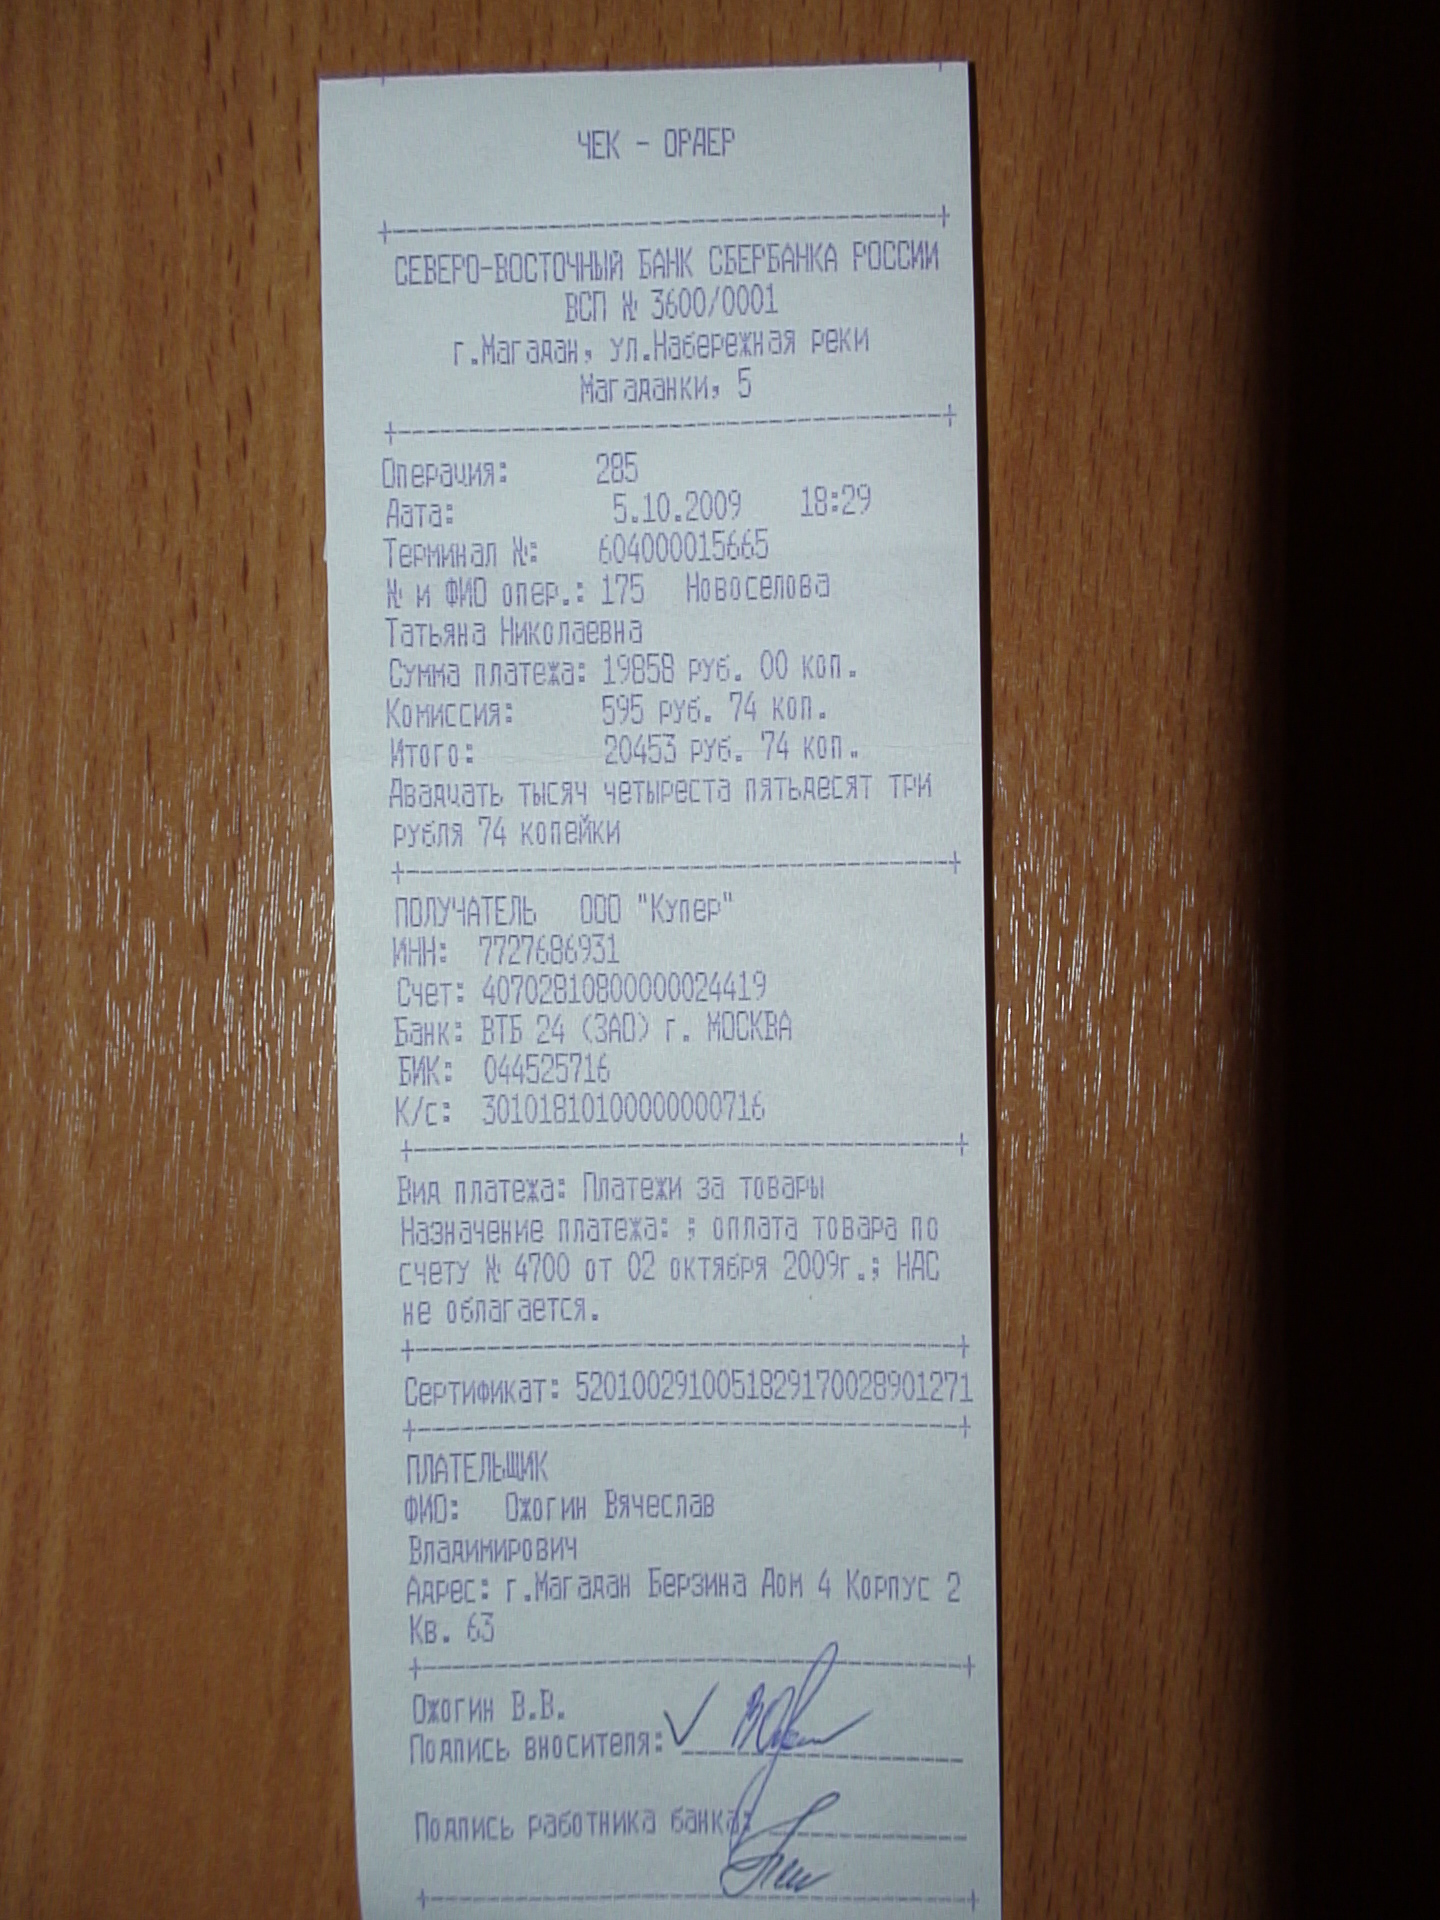 ЧЕК - ОРДЕР
СЕВЕРО-ВОСТОЧНЫЙ БАНК СБЕРБАНКА РОССИИ
ВСП № 3600/0001
г.Магадан, ул.Набережная реки
Магаданки, 5
Операция: 285
Дата: 5.10.2009 18:29
Терминал №: 604000015665
№ и ФИО опер.: 175 Новоселова
Татьяна Николаевна
Сумма платежа: 19858 руб. 00 коп.
Комиссия: 595 руб. 74 коп.
Итого: 20453 руб. 74 коп.
Двадцать тысяч четыреста пятьдесят три
рубля 74 копейки
ПОЛУЧАТЕЛЬ ООО "Купер"
ИНН: 7727686931
Счет: 40702810800000024419
Банк: ВТБ 24 (ЗАО) г. МОСКВА
БИК: 044525716
К/с: 30101810100000000716
Вид платежа: Платежи за товары
Назначение платежа: ; оплата товара по
счету № 4700 от 02 октября 2009г.; НДС
не облагается.
Сертификат: 5201002910051829170028901271
ПЛАТЕЛЬЩИК
ФИО: Ожогин Вячеслав
Владимирович
Адрес: г.Магадан Берзина Дом 4 Корпус 2
Кв. 63
Ожогин В.В.
Подпись вносителя:
Подпись работника банка: